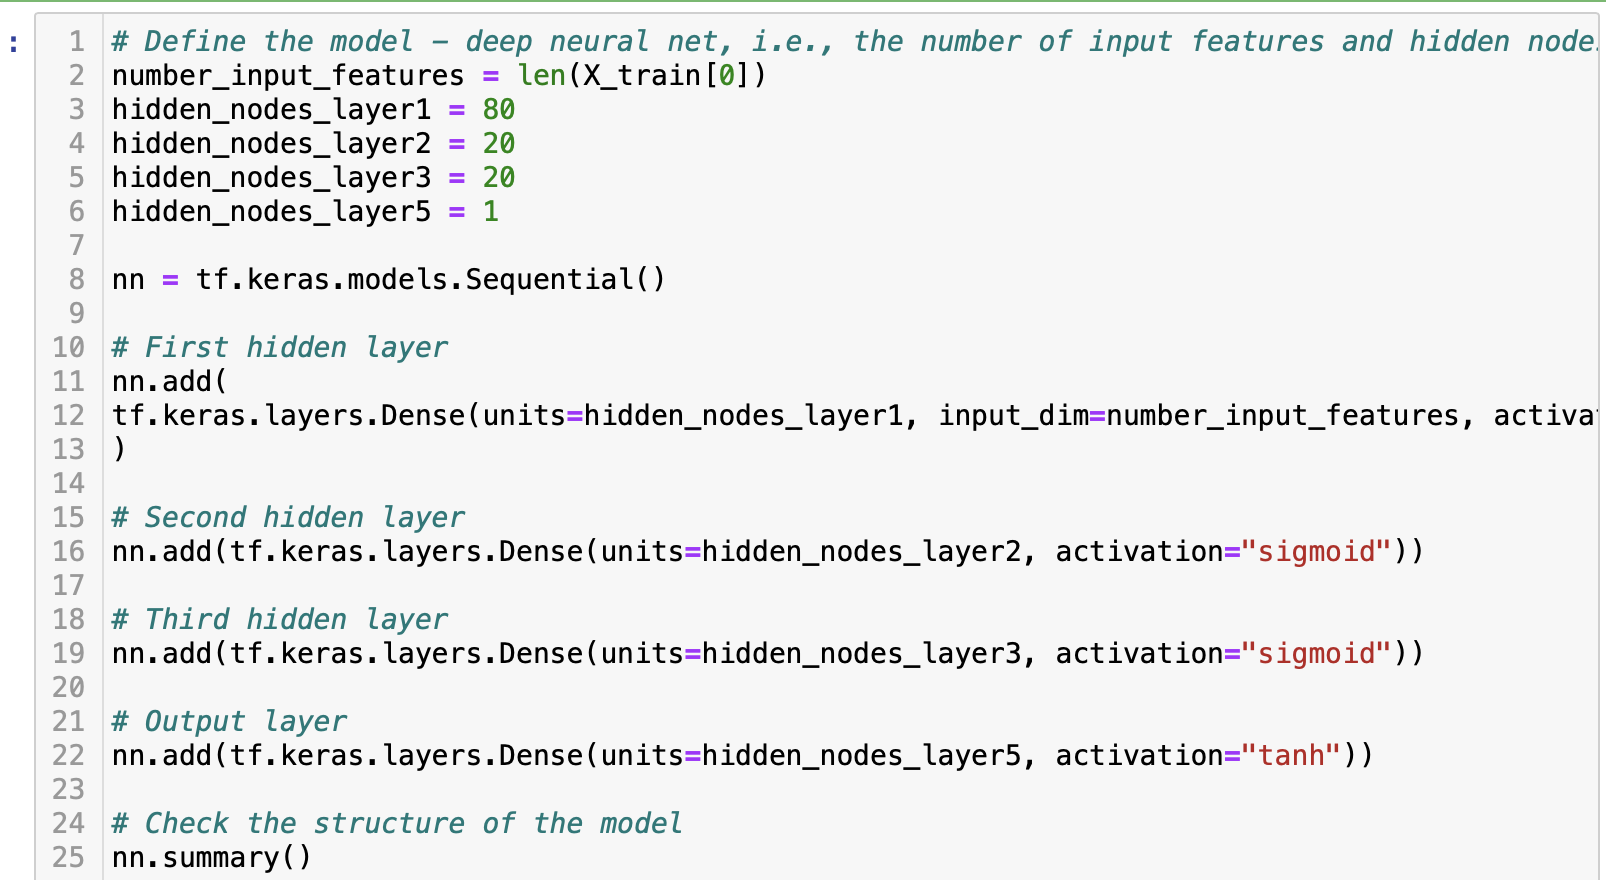 :
1 # Define the model – deep neural net, i.e., the number of input features and hidden node
2 number_input_features = len(X_train[0])
3 hidden_nodes_layer1 = 80
4 hidden_nodes_layer2 = 20
5 hidden_nodes_layer3 = 20
6 hidden_nodes_layer5 = 1
7
8 nn = tf.keras.models.Sequential()
9
10 # First hidden layer
11 nn.add(
12 tf.keras.layers.Dense(units=hidden_nodes_layer1, input_dim=number_input_features, activa
13 )
14
15 # Second hidden layer
16 nn.add(tf.keras.layers.Dense(units=hidden_nodes_layer2, activation="sigmoid"))
17
18 # Third hidden layer
19 nn.add(tf.keras.layers.Dense(units=hidden_nodes_layer3, activation="sigmoid"))
20
21 # Output layer
22 nn.add(tf.keras.layers.Dense(units=hidden_nodes_layer5, activation="tanh"))
23
24 # Check the structure of the model
25 nn.summary()